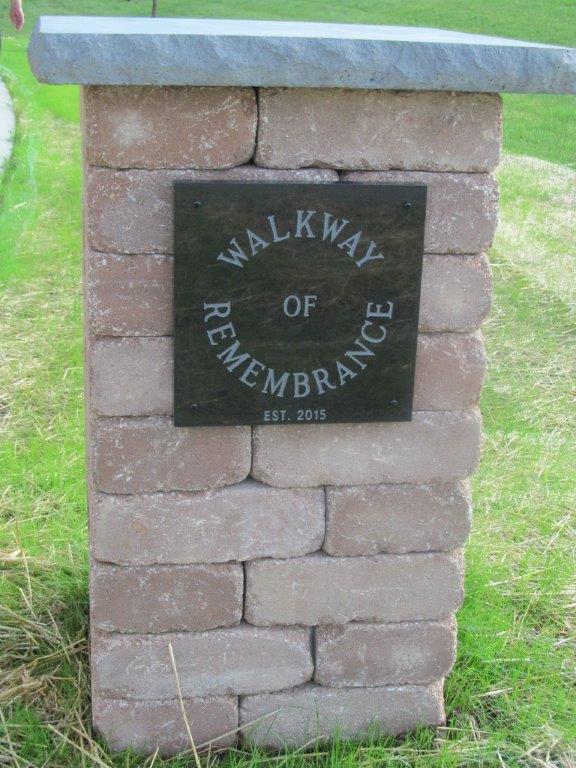 WALKWAY
OF
REMEMBRANCE
EST. 2015